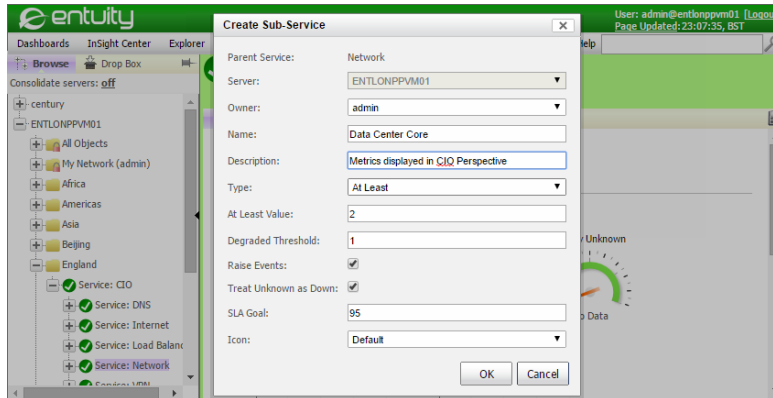 entuity
User: admin@entlonppvm01 [Logou
Page Updated:23:07:35, BST
Dashboards InSight Center Explorer
elp
Browse Drop Box
Consolidate servers: off
century
ENTLONPPVM01
All Objects
My Network (admin)
Africa
Americas
Asia
Beijing
England
Service: CIO
Service: DNS
Service: Internet
Service: Load Balanc
Service: Network
Service: VPN
Create Sub-Service
Parent Service: Network
Server: ENTLONPPVM01
Owner: admin
Name: Data Center Core
Description: Metrics displayed in CIO Perspective
Type: At Least
At Least Value: 2
Degraded Threshold: 1
Raise Events:
Treat Unknown as Down:
SLA Goal: 95
Icon: Default
OK Cancel
Unknown
Data